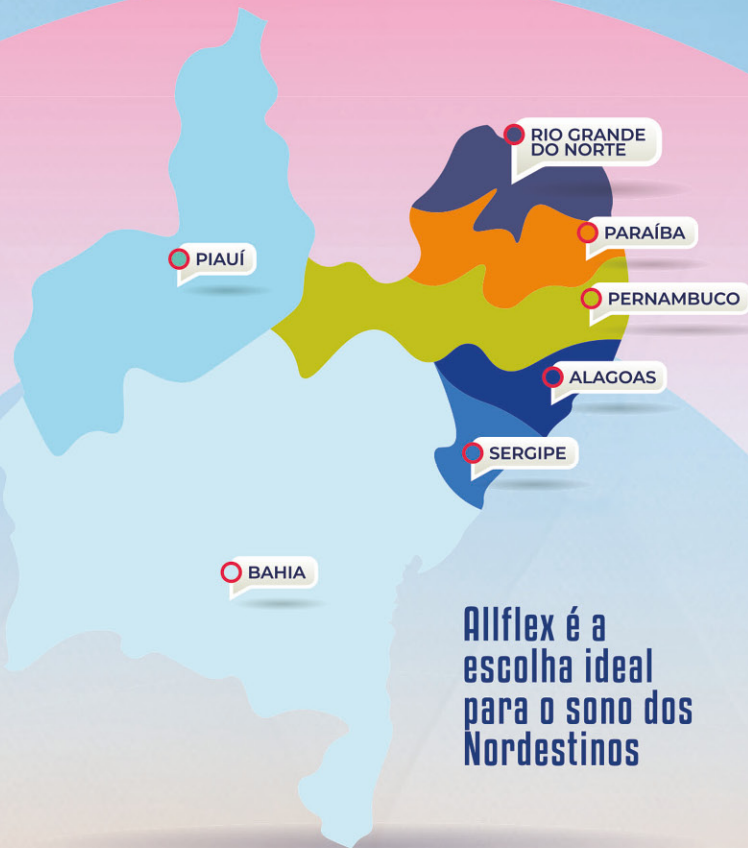 RIO GRANDE
DO NORTE
PARAÍBA
PIAUÍ
PERNAMBUCO
ALAGOAS
SERGIPE
BAHIA
Allflex é a
escolha ideal
para o sono dos
Nordestinos